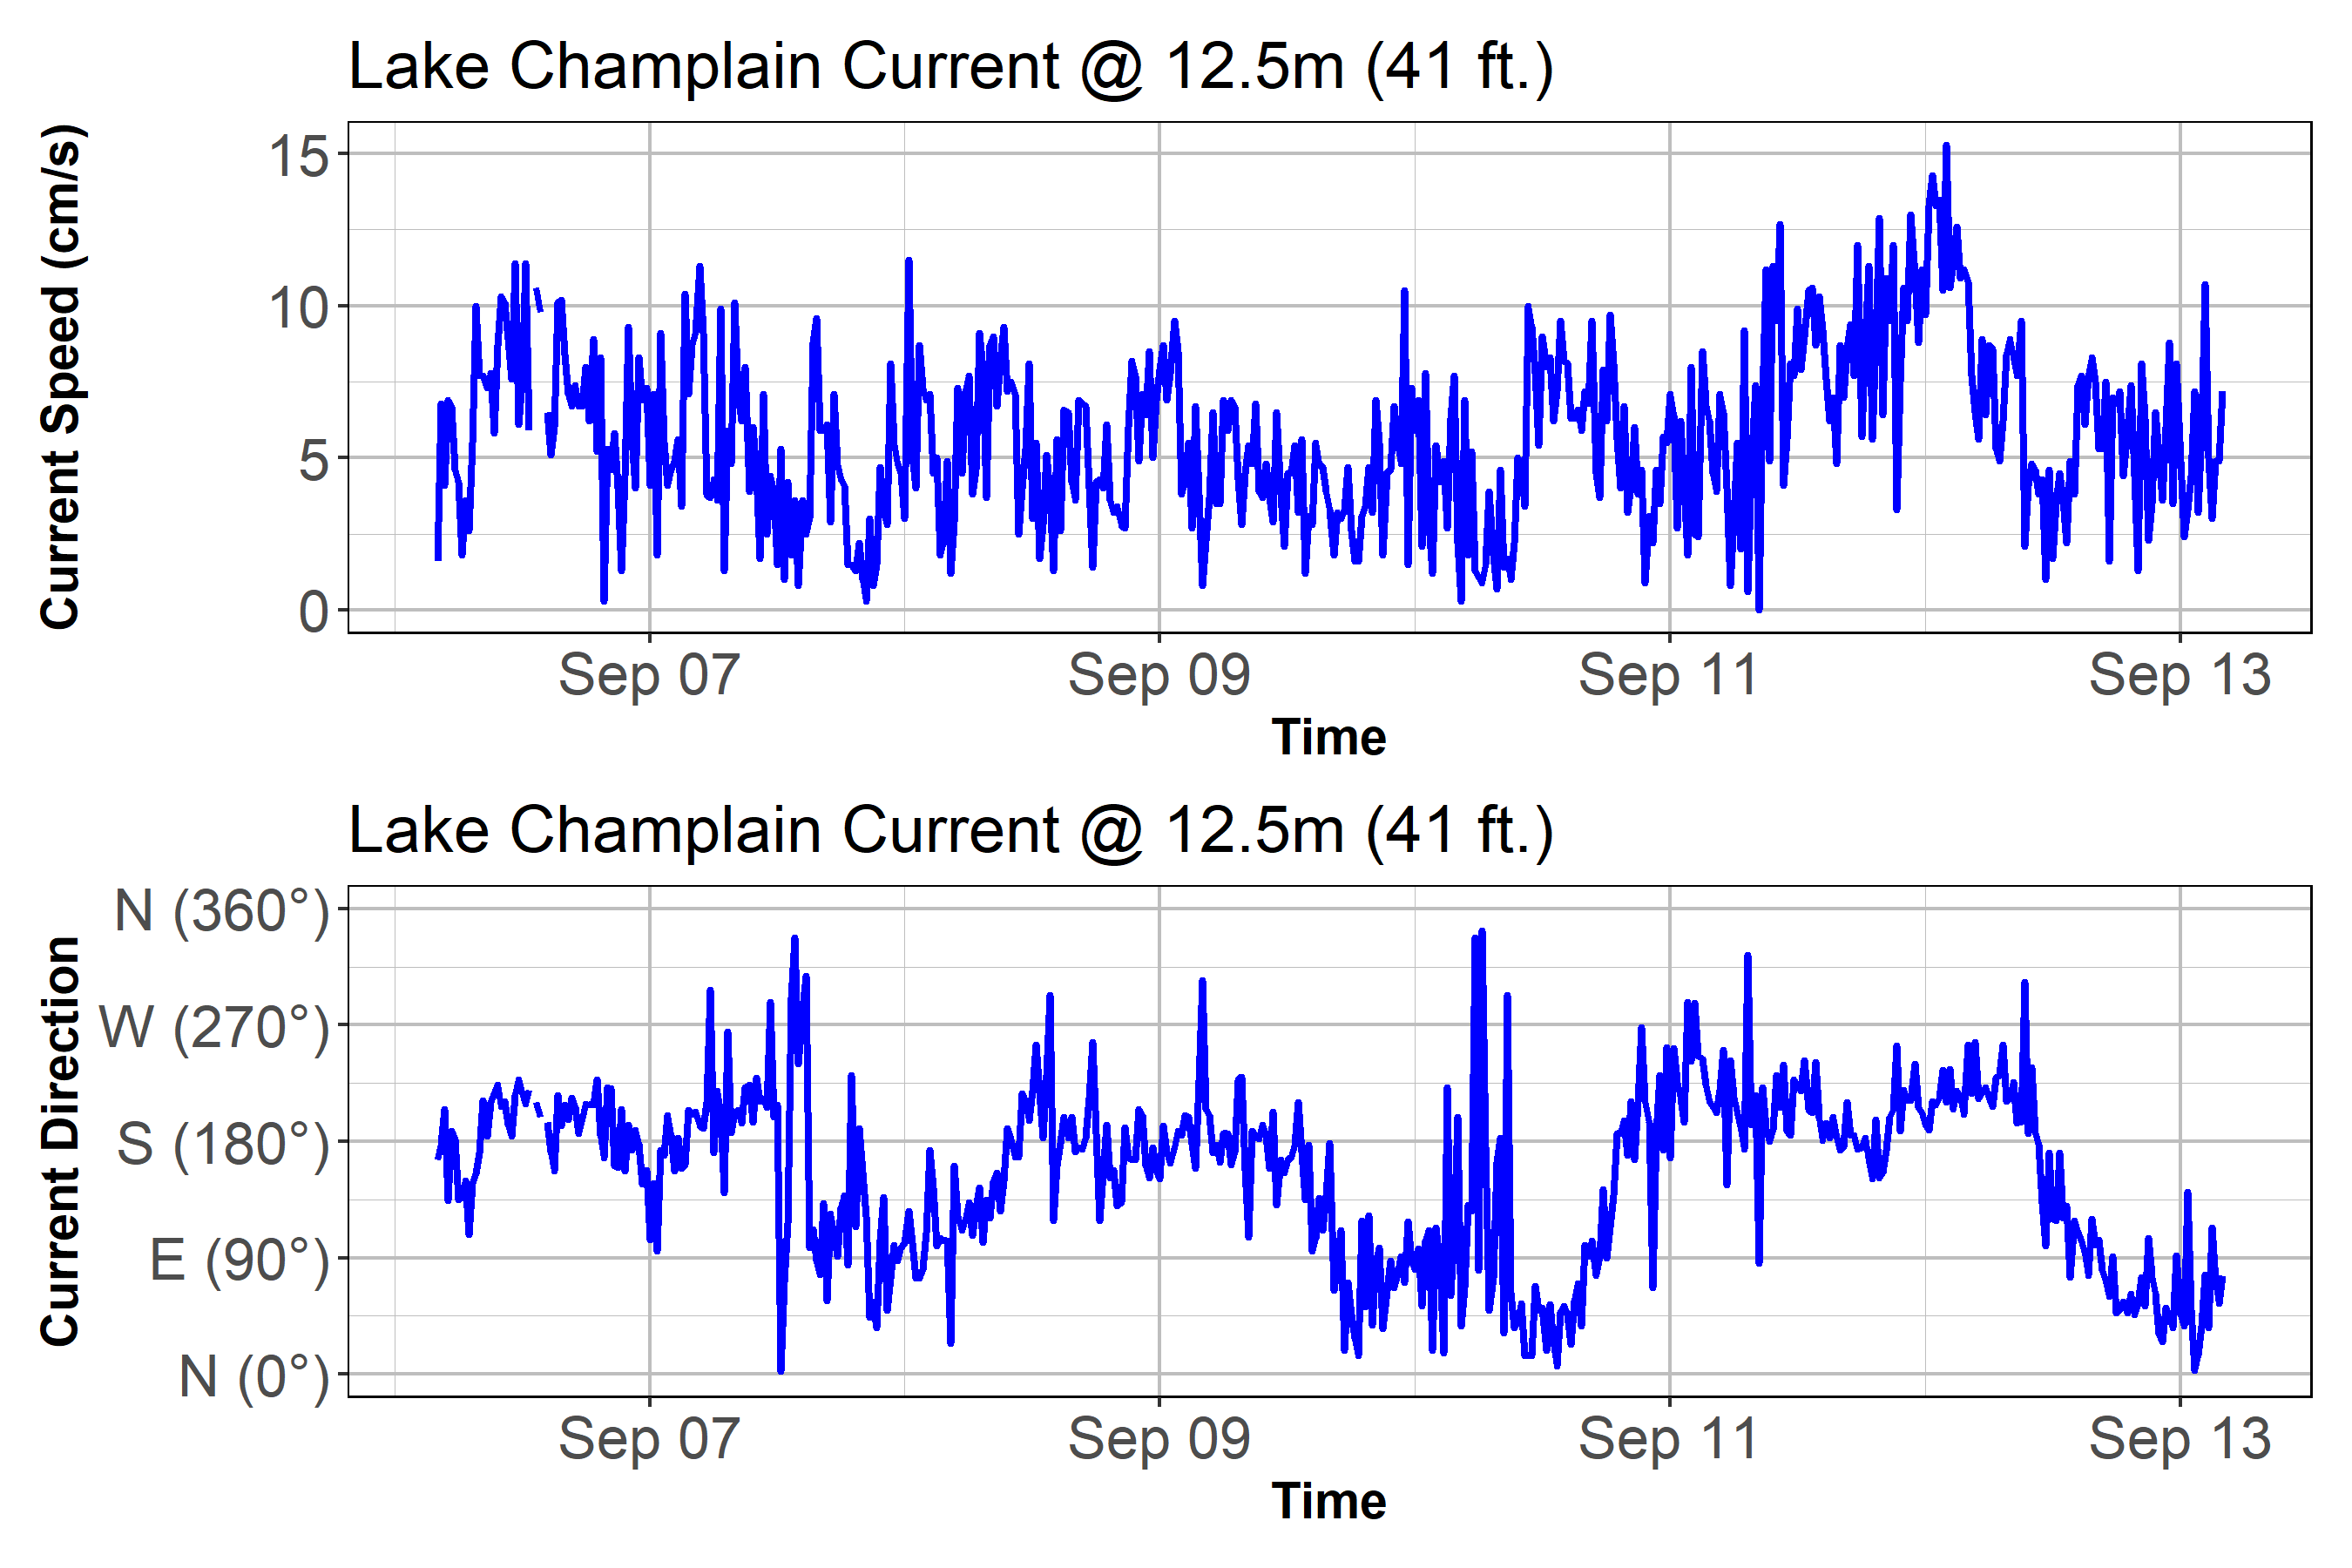 Lake Champlain Current @ 12.5m (41 ft.)
Current Speed (cm/s)
15
10
5
0
Sep 07 Sep 09 Sep 11 Sep 13
Time
Lake Champlain Current @ 12.5m (41 ft.)
Current Direction
N (360°)
W (270°)
S (180°)
E (90°)
N (0°)
Sep 07 Sep 09 Sep 11 Sep 13
Time